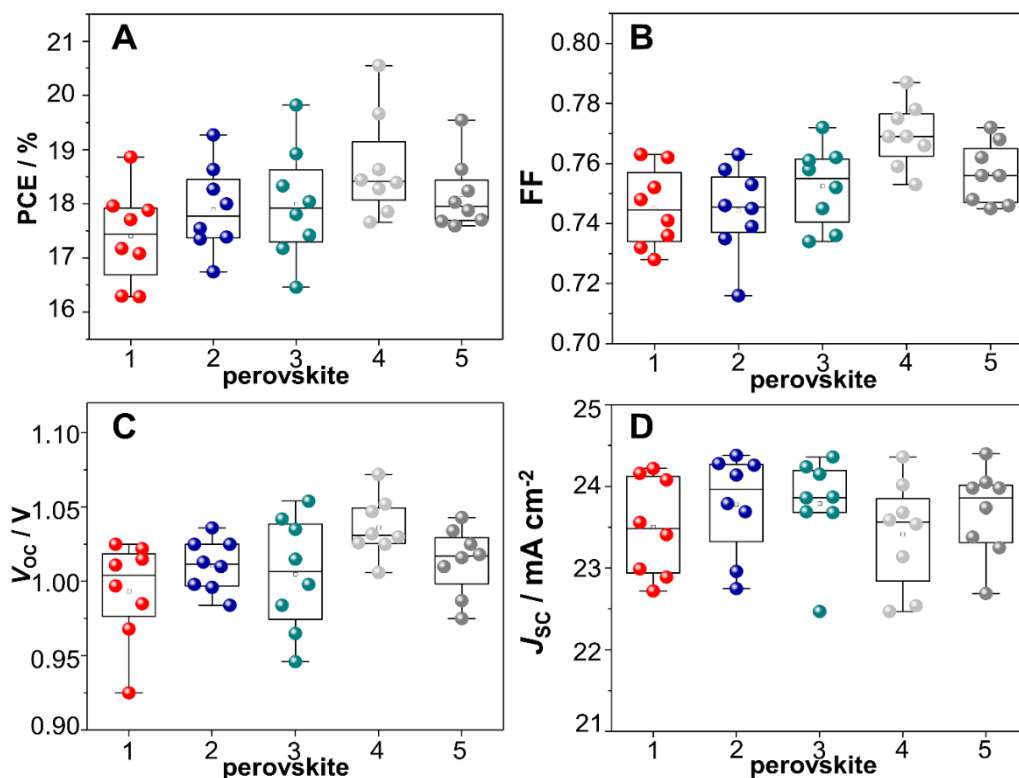 A
PCE / %
21
20
19
18
17
16
1 2 3 4 5
perovskite
B
FF
0.80
0.78
0.76
0.74
0.72
0.70
1 2 3 4 5
perovskite
C
Voc / V
1.10
1.05
1.00
0.95
0.90
1 2 3 4 5
perovskite
D
JSC / mA cm⁻²
25
24
23
22
21
1 2 3 4 5
perovskite